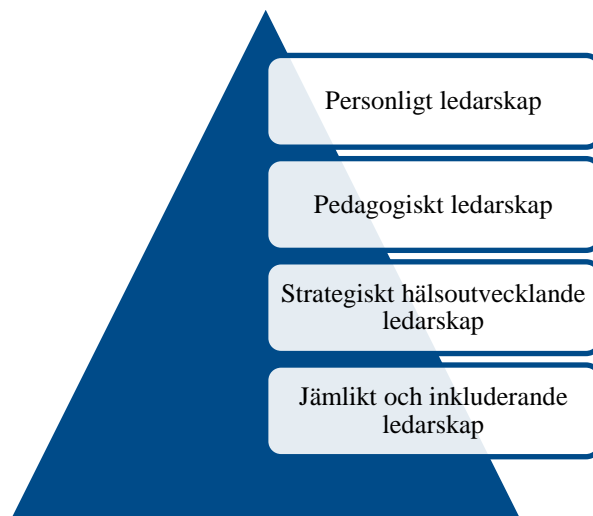 Personligt ledarskap
Pedagogiskt ledarskap
Strategiskt hälsoutvecklande
ledarskap
Jämlikt och inkluderande
ledarskap